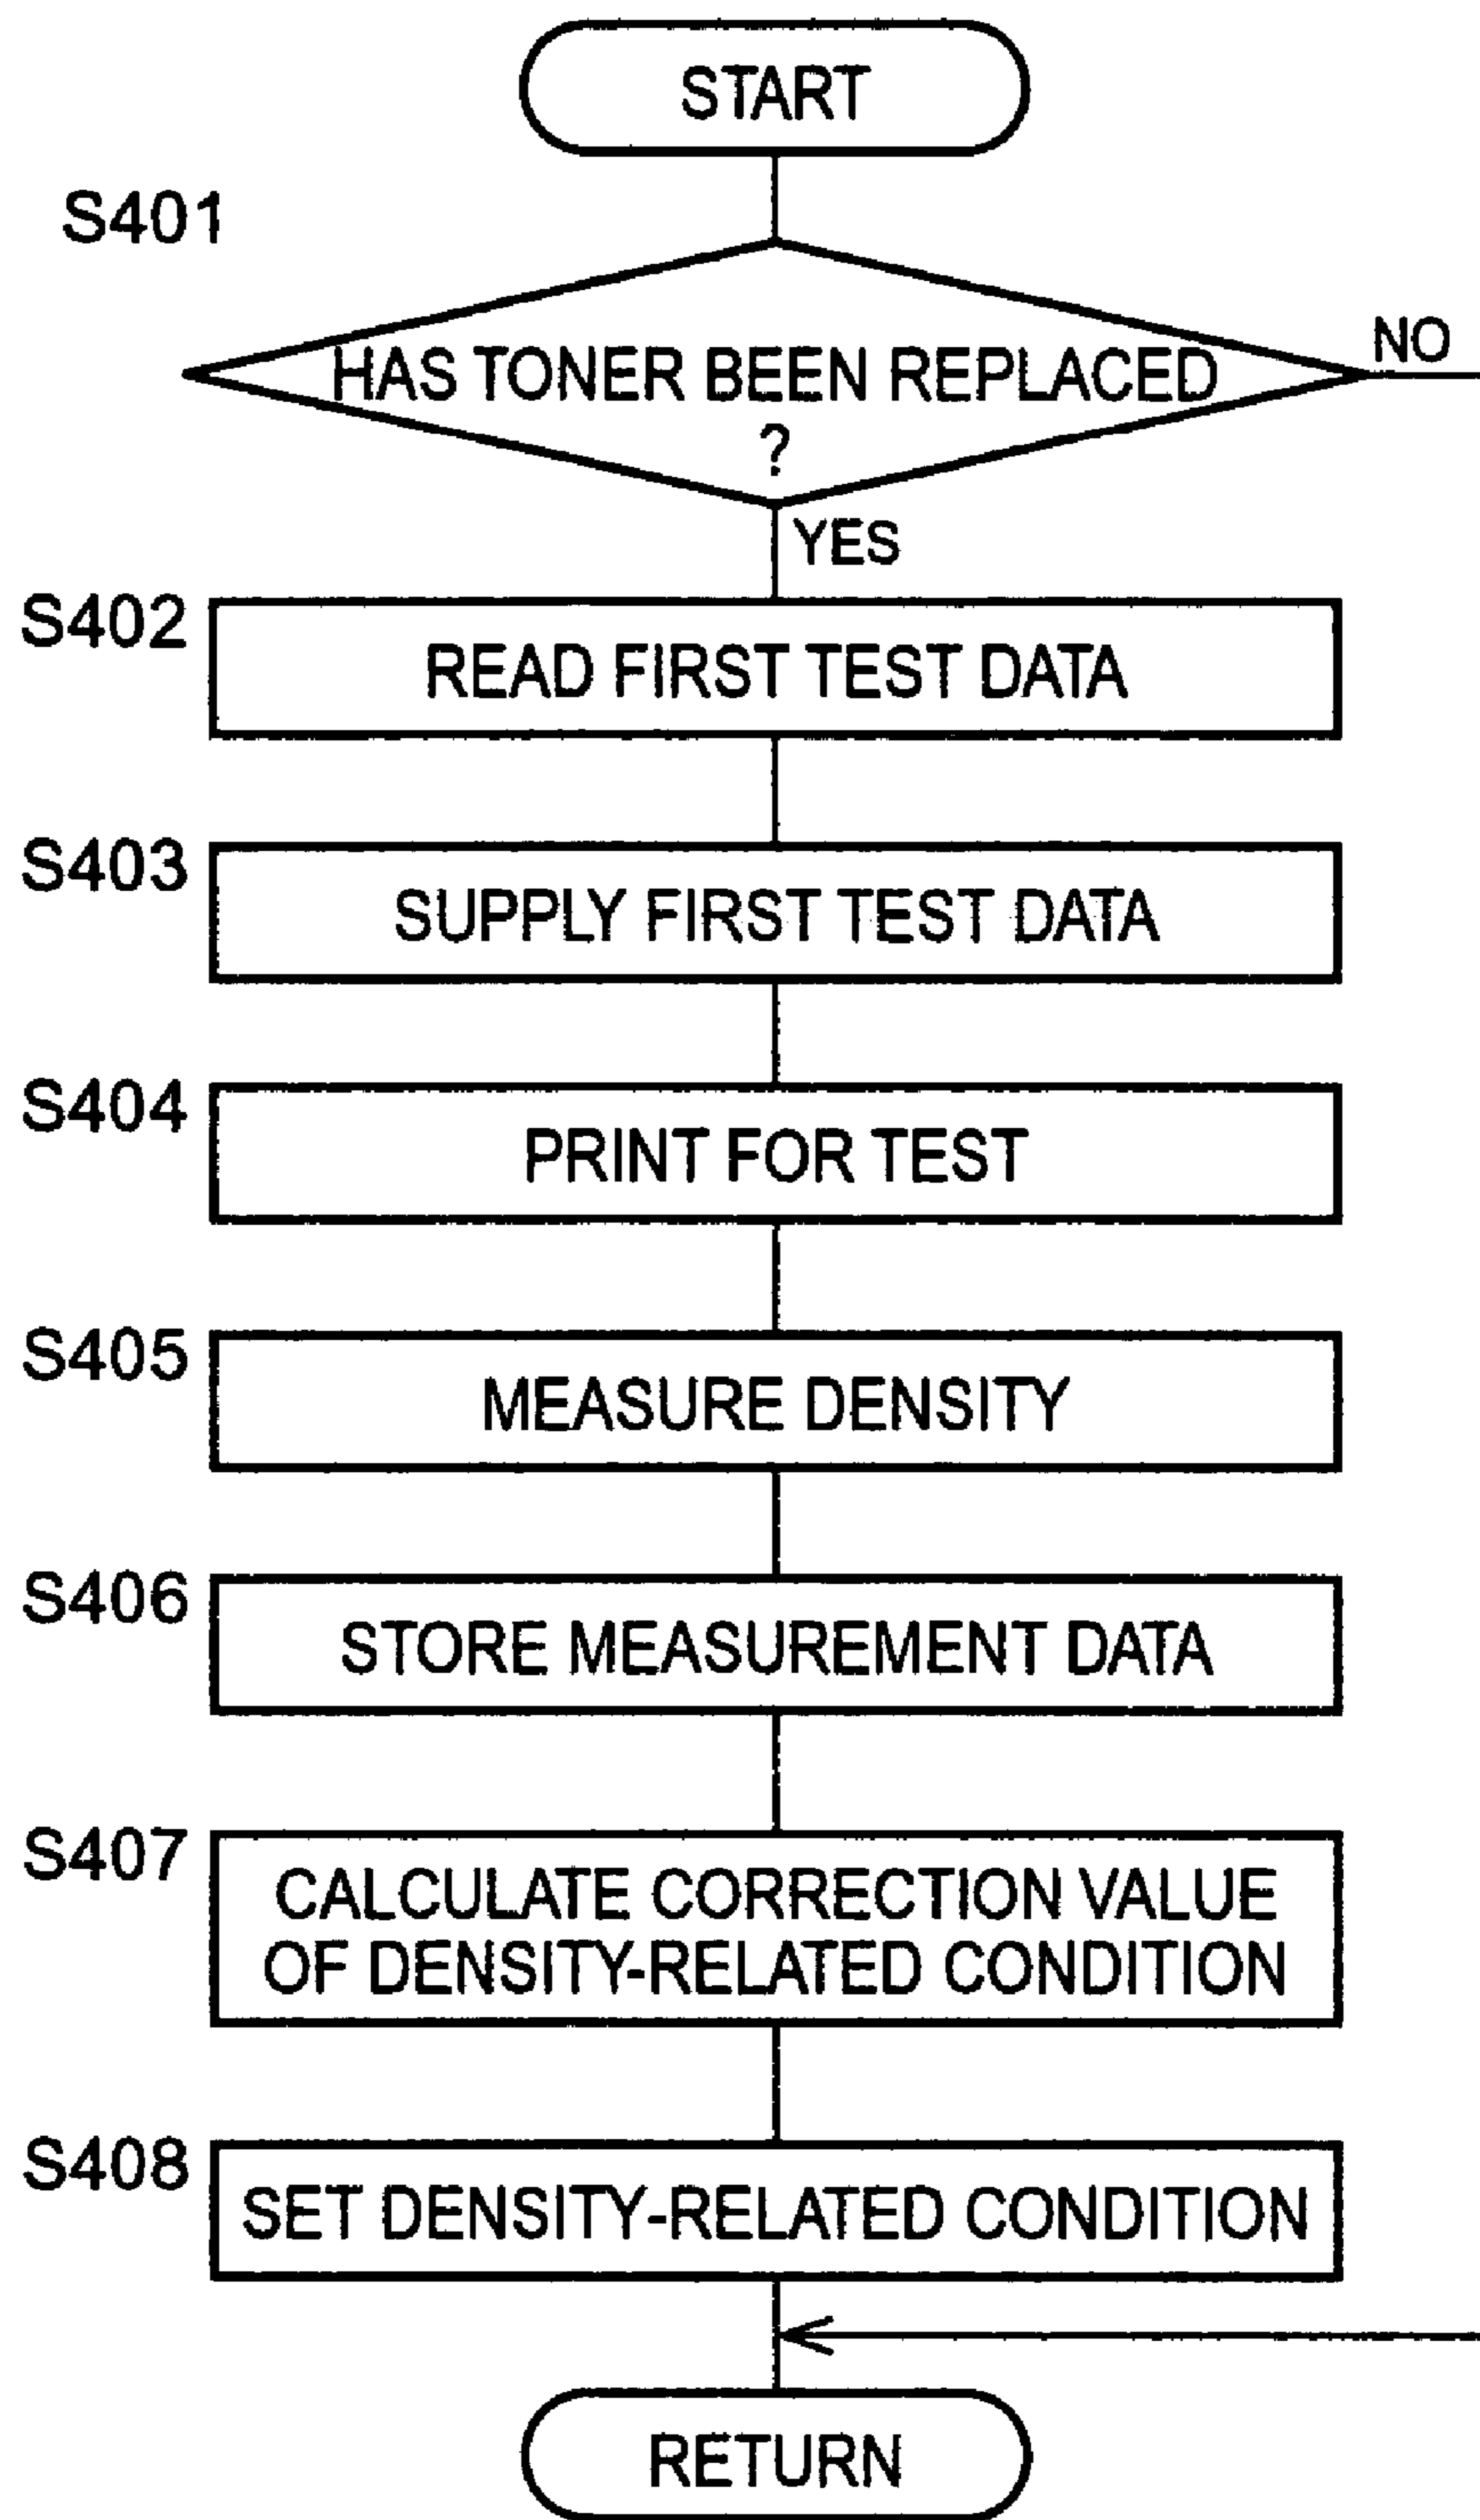 START
S401
HAS TONER BEEN REPLACED
?
NO
YES
S402
READ FIRST TEST DATA
S403
SUPPLY FIRST TEST DATA
S404
PRINT FOR TEST
S405
MEASURE DENSITY
S406
STORE MEASUREMENT DATA
S407
CALCULATE CORRECTION VALUE
OF DENSITY-RELATED CONDITION
S408
SET DENSITY-RELATED CONDITION
RETURN